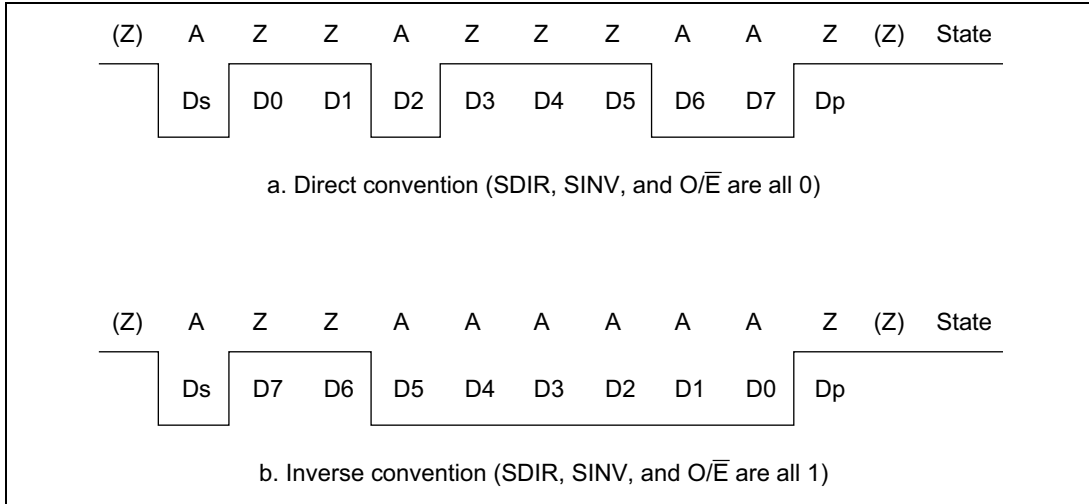 (Z) A Z Z A Z Z Z A A Z (Z) State
Ds D0 D1 D2 D3 D4 D5 D6 D7 Dp
a. Direct convention (SDIR, SINV, and O/E̅ are all 0)
(Z) A Z Z A A A A A A Z (Z) State
Ds D7 D6 D5 D4 D3 D2 D1 D0 Dp
b. Inverse convention (SDIR, SINV, and O/E̅ are all 1)